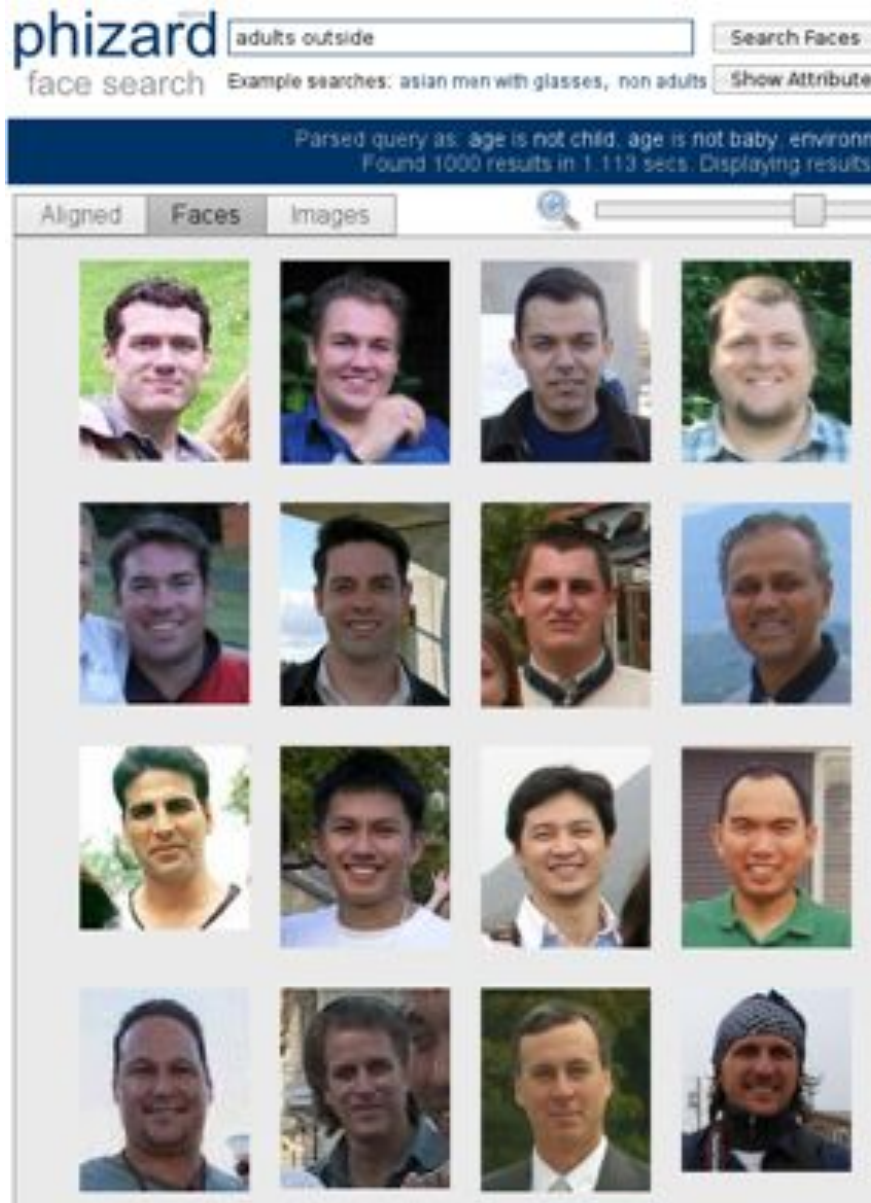 phizard
face search
adults outside
Search Faces
Example searches: asian men with glasses, non adults
Show Attribute
Parsed query as: age is not child, age is not baby, environm
Found 1000 results in 1.113 secs. Displaying results
Aligned
Faces
Images